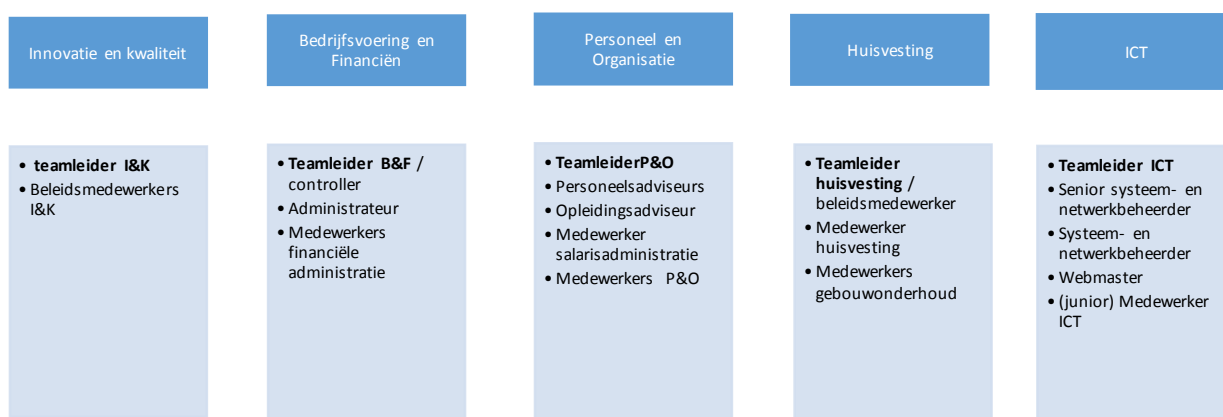 Innovatie en kwaliteit
Bedrijfsvoering en
Financiën
Personeel en
Organisatie
Huisvesting
ICT
• teamleider I&K
• Beleidsmedewerkers
I&K
• Teamleider B&F /
controller
• Administrateur
• Medewerkers
financiële
administratie
• TeamleiderP&O
• Personeelsadviseurs
• Opleidingsadviseur
• Medewerker
salarisadministratie
• Medewerkers P&O
• Teamleider
huisvesting /
beleidsmedewerker
• Medewerker
huisvesting
• Medewerkers
gebouwonderhoud
• Teamleider ICT
• Senior systeem- en
netwerkbeheerder
• Systeem- en
netwerkbeheerder
• Webmaster
• (junior) Medewerker
ICT